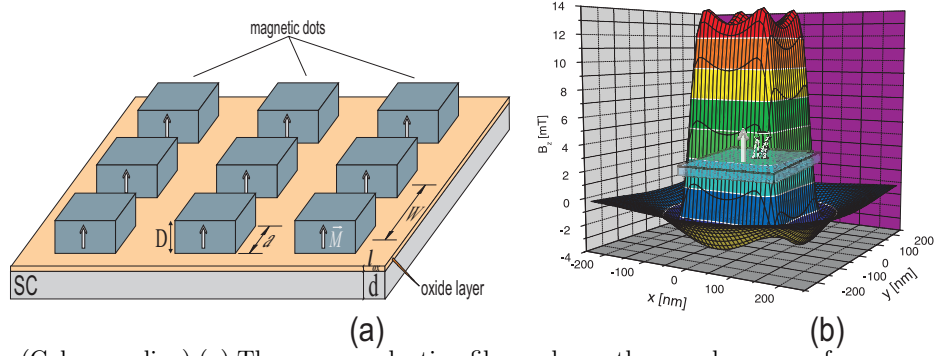 magnetic dots
D
a
M
W
l
SC
d
oxide layer
(a)
14
12
10
8
6
4
2
0
-2
-4
B_z [mT]
-200
-100
0
100
200
x [nm]
-200
-100
0
100
200
y [nm]
(b)